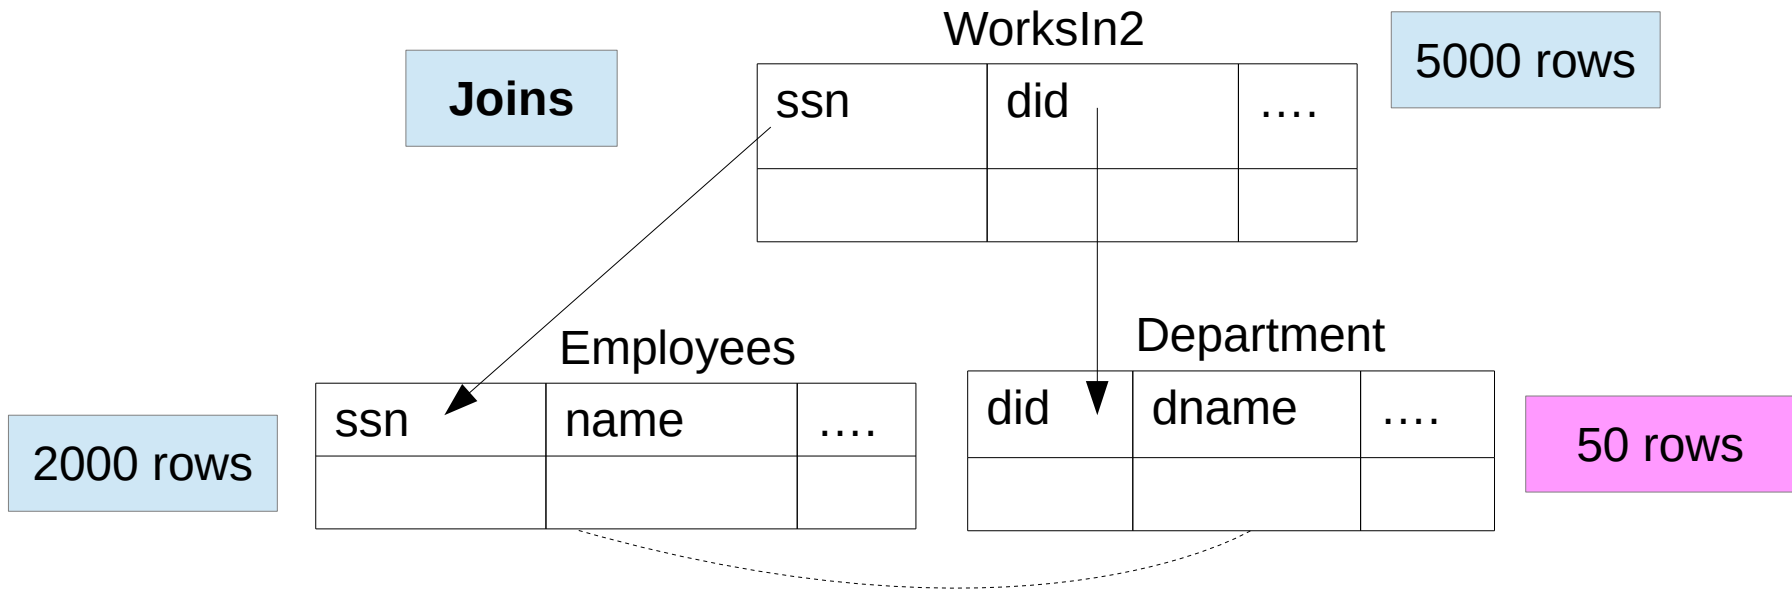 WorksIn2
Joins
5000 rows
ssn did ....
Employees
Department
ssn name ....
did dname ....
2000 rows
50 rows